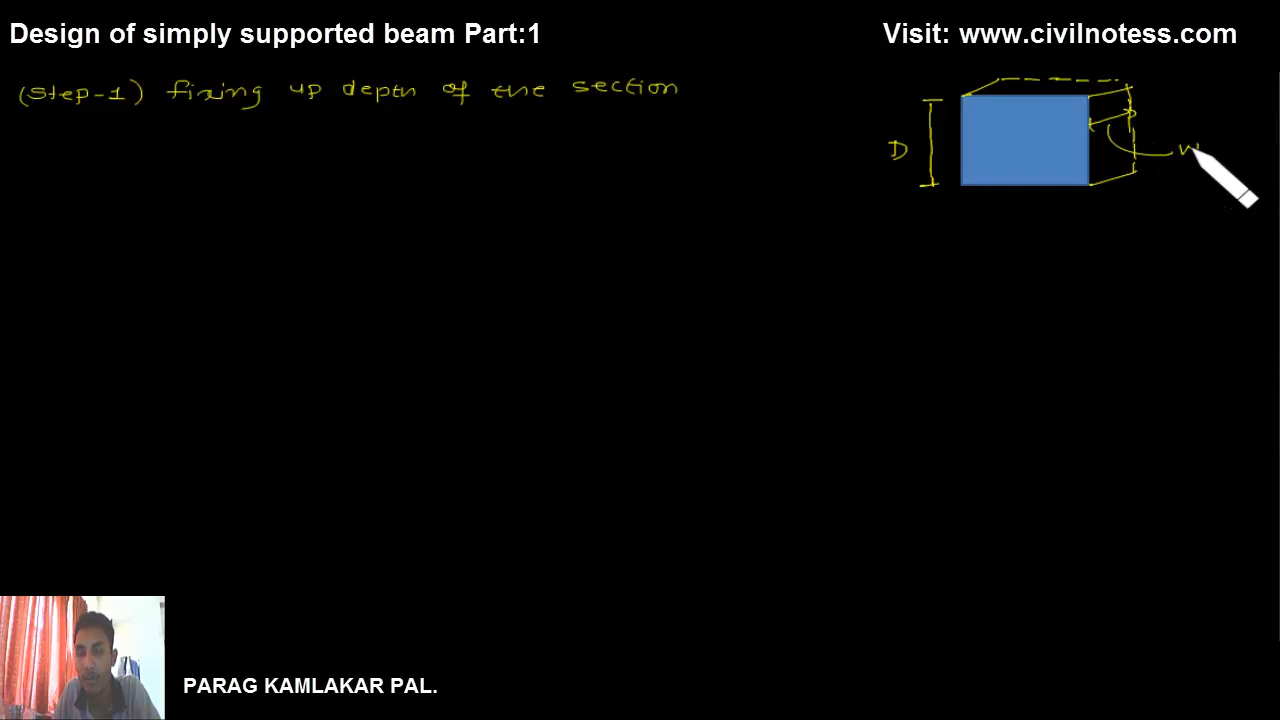 Design of simply supported beam Part:1
Visit: www.civilnotess.com
(Step-1) fixing up depth of the section
D
PARAG KAMLAKAR PAL.